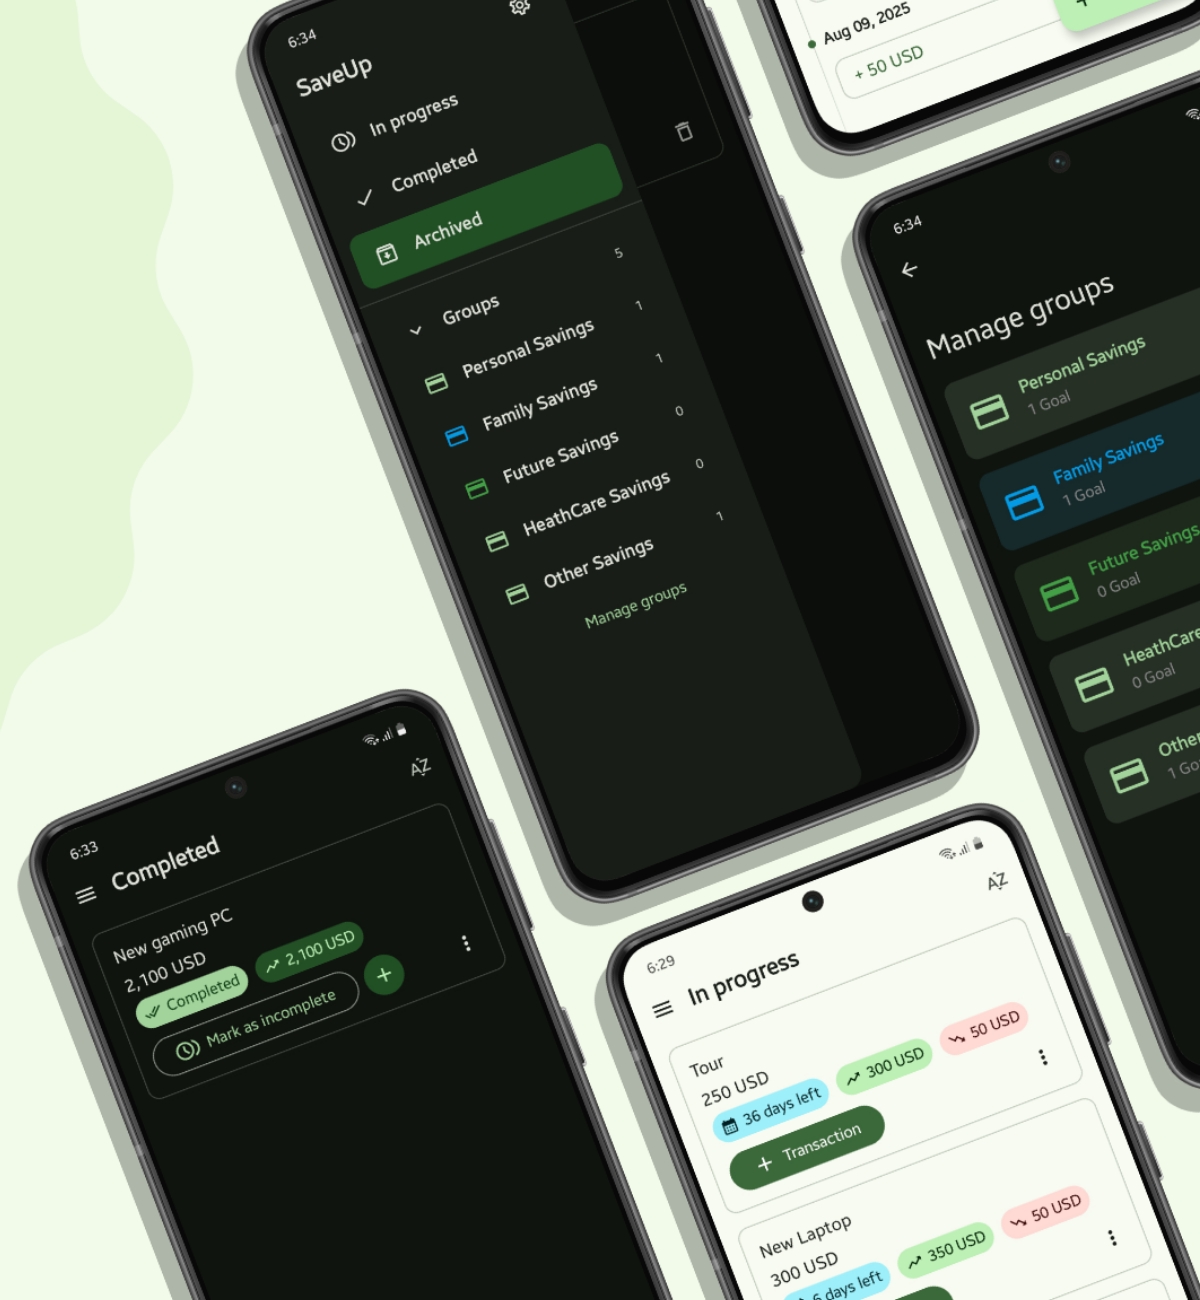 6:34
SaveUp
In progress
Completed
Archived
Groups 5
Personal Savings 1
Family Savings 1
Future Savings 0
HeathCare Savings 0
Other Savings 1
Manage groups
Aug 09, 2025
+ 50 USD
6:34
Manage groups
Personal Savings
1 Goal
Family Savings
1 Goal
Future Savings
0 Goal
HeathCare
0 Goal
Other
1 Goal
6:33
AZ
Completed
New gaming PC
2,100 USD
Completed
2,100 USD
Mark as incomplete
6:29
AZ
In progress
Tour
250 USD
36 days left
300 USD
50 USD
+ Transaction
New Laptop
300 USD
6 days left
350 USD
50 USD